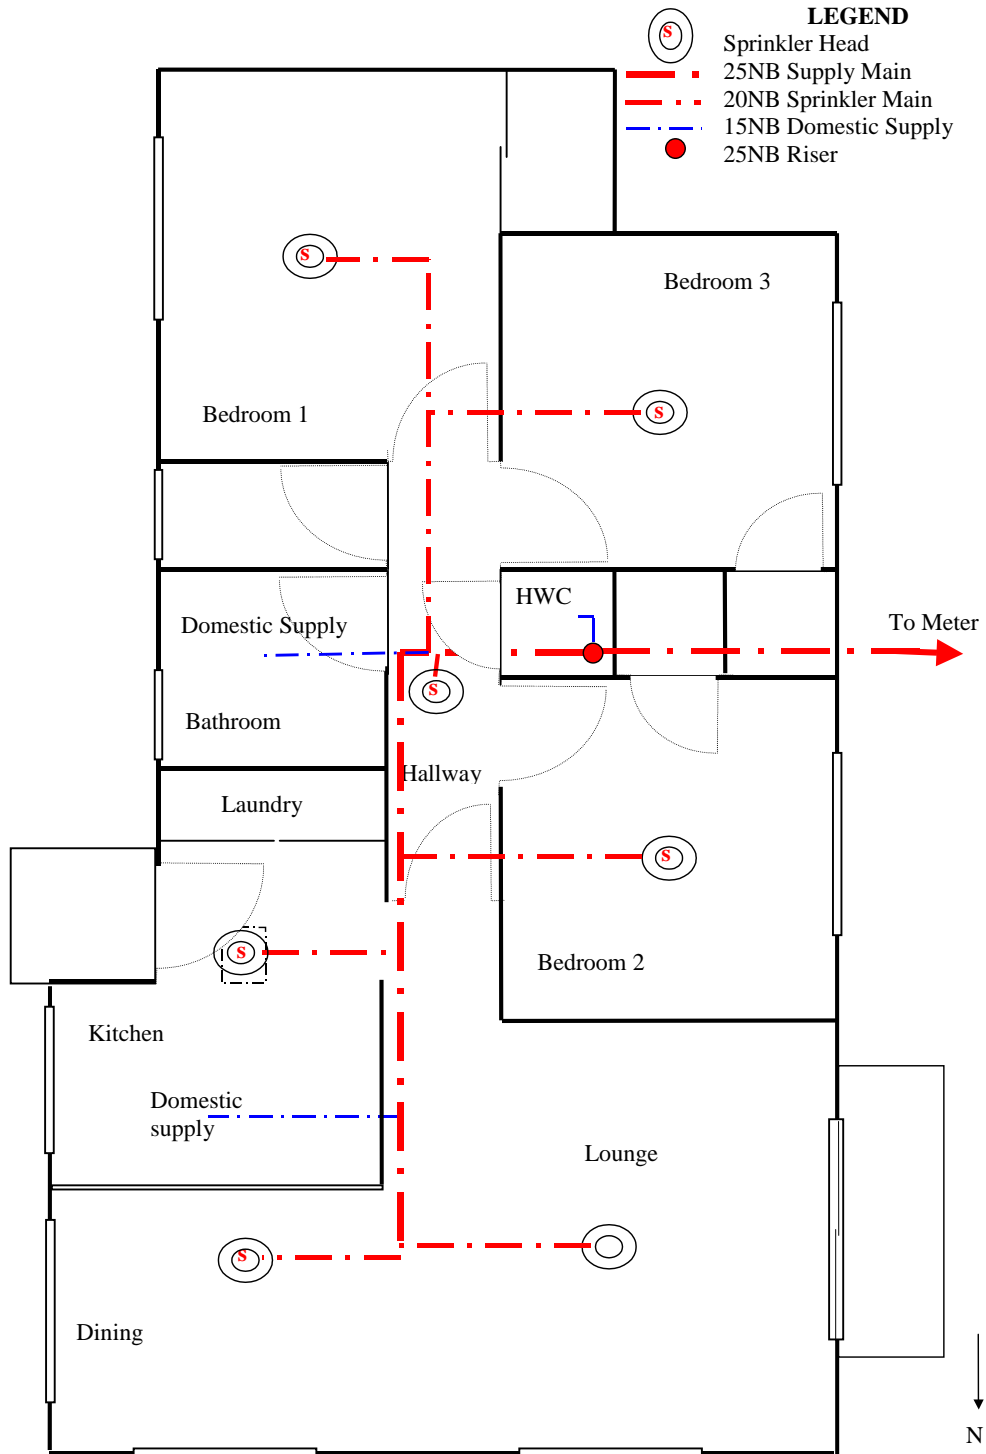 LEGEND
S
Sprinkler Head
25NB Supply Main
20NB Sprinkler Main
15NB Domestic Supply
25NB Riser
S
Bedroom 3
Bedroom 1
S
HWC
Domestic Supply
To Meter
S
Bathroom
Hallway
Laundry
S
S
Bedroom 2
Kitchen
Domestic
supply
Lounge
S
Dining
N